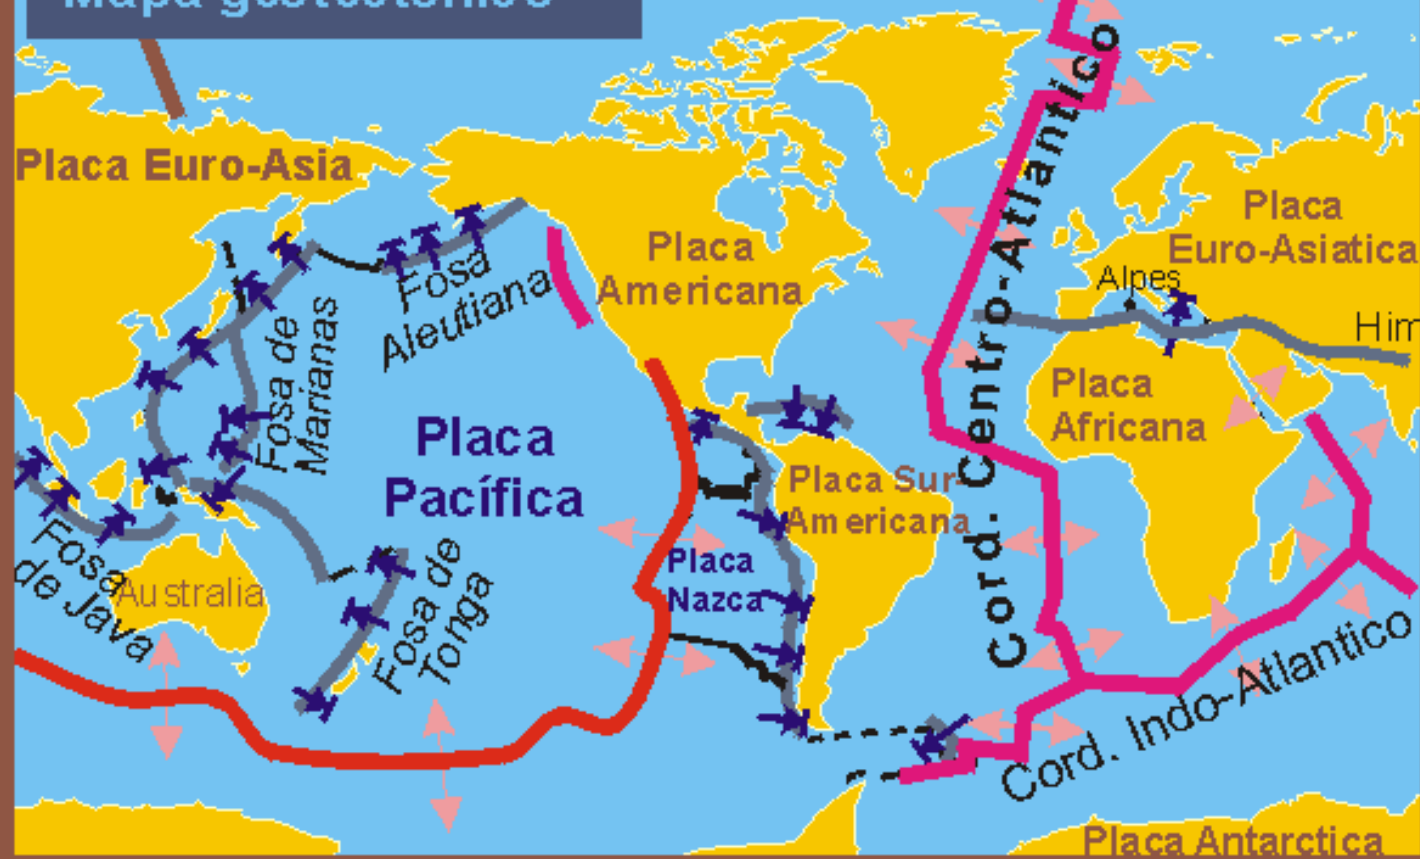 Mapa geotectónico
Placa Euro-Asia
Placa
Euro-Asiatica
Placa
Americana
Alpes
Him
Fosa
Aleutiana
Fosa de
Marianas
Placa
Africana
Placa
Pacífica
Placa Sur-
Americana
Cord. Centro-Atlantico
Placa
Nazca
Fosa
de Java
Australia
Fosa de
Tonga
Cord. Indo-Atlantico
Placa Antarctica